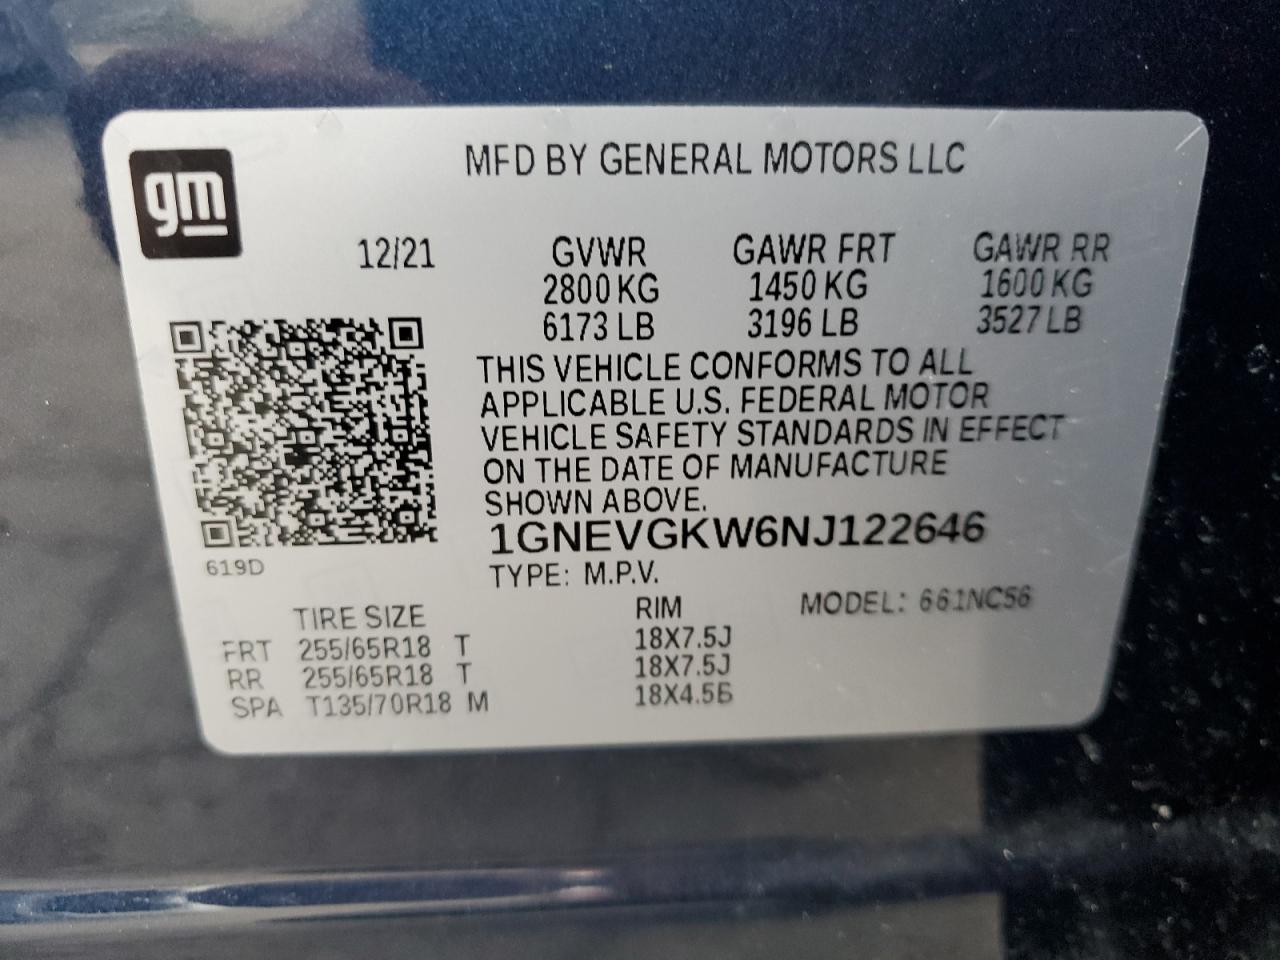 gm
MFD BY GENERAL MOTORS LLC
12/21 GVWR GAWR FRT GAWR RR
2800 KG 1450 KG 1600 KG
6173 LB 3196 LB 3527 LB
THIS VEHICLE CONFORMS TO ALL
APPLICABLE U.S. FEDERAL MOTOR
VEHICLE SAFETY STANDARDS IN EFFECT
ON THE DATE OF MANUFACTURE
SHOWN ABOVE.
1GNEVGKW6NJ122646
619D
TYPE: M.P.V.
TIRE SIZE RIM MODEL: 661NC56
FRT 255/65R18 T 18X7.5J
RR 255/65R18 T 18X7.5J
SPA T135/70R18 M 18X4.5B